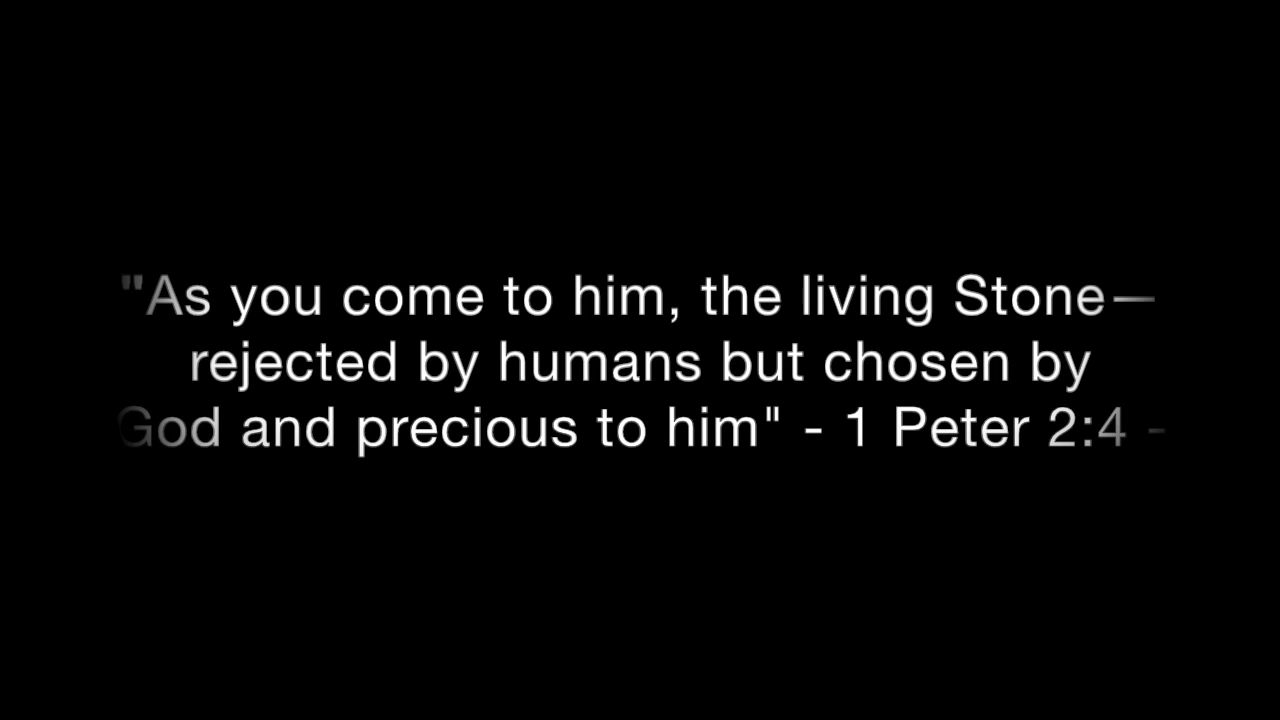 "As you come to him, the living Stone—
rejected by humans but chosen by
God and precious to him" - 1 Peter 2:4 -